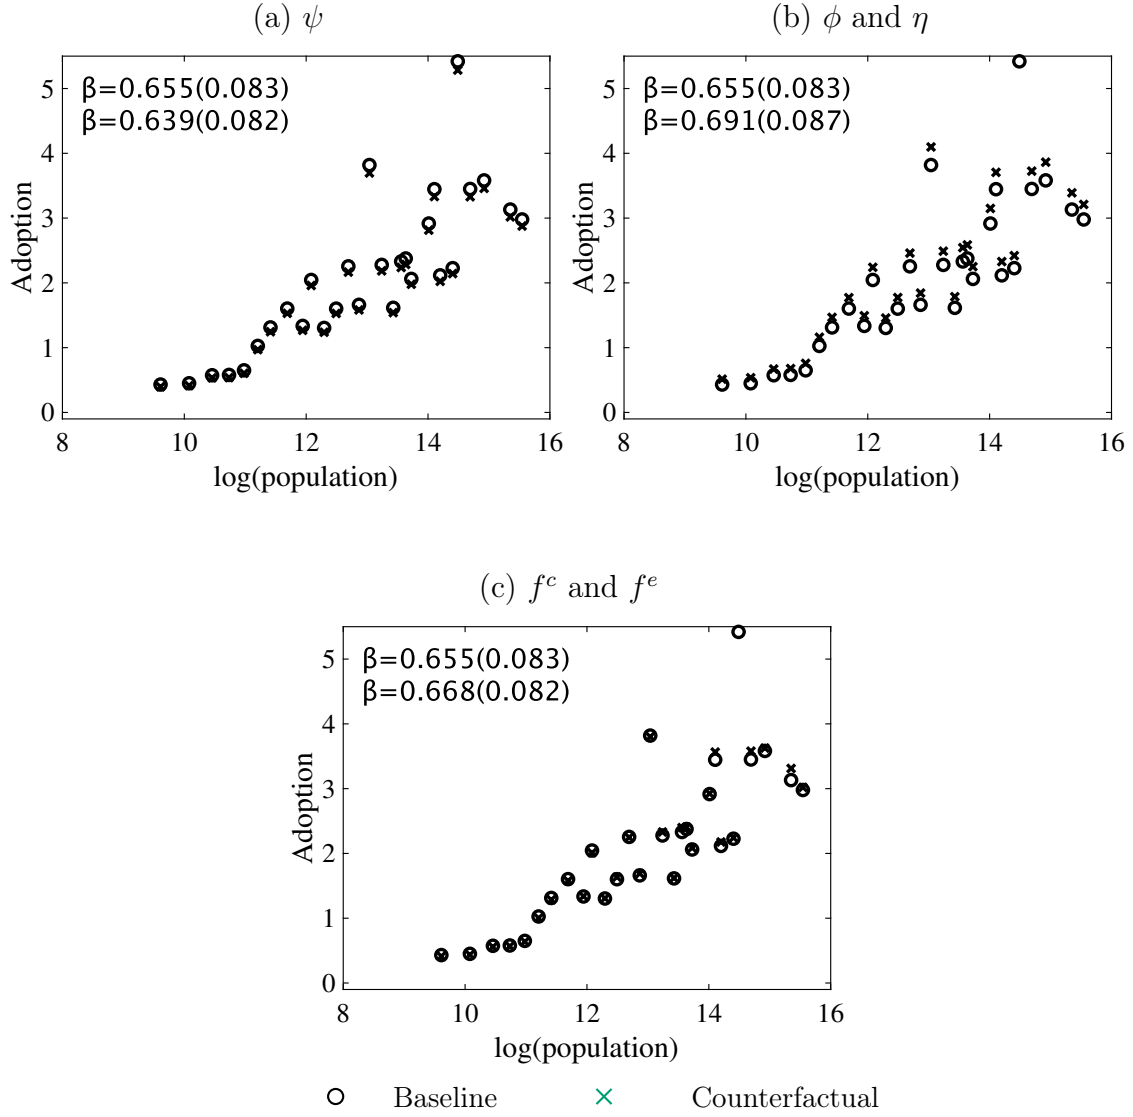 (a) ψ
β=0.655(0.083)
β=0.639(0.082)
Adoption
5
4
3
2
1
0
8 10 12 14 16
log(population)
(b) ϕ and η
β=0.655(0.083)
β=0.691(0.087)
Adoption
5
4
3
2
1
0
8 10 12 14 16
log(population)
(c) fᶜ and fᵉ
β=0.655(0.083)
β=0.668(0.082)
Adoption
5
4
3
2
1
0
8 10 12 14 16
log(population)
Baseline Counterfactual